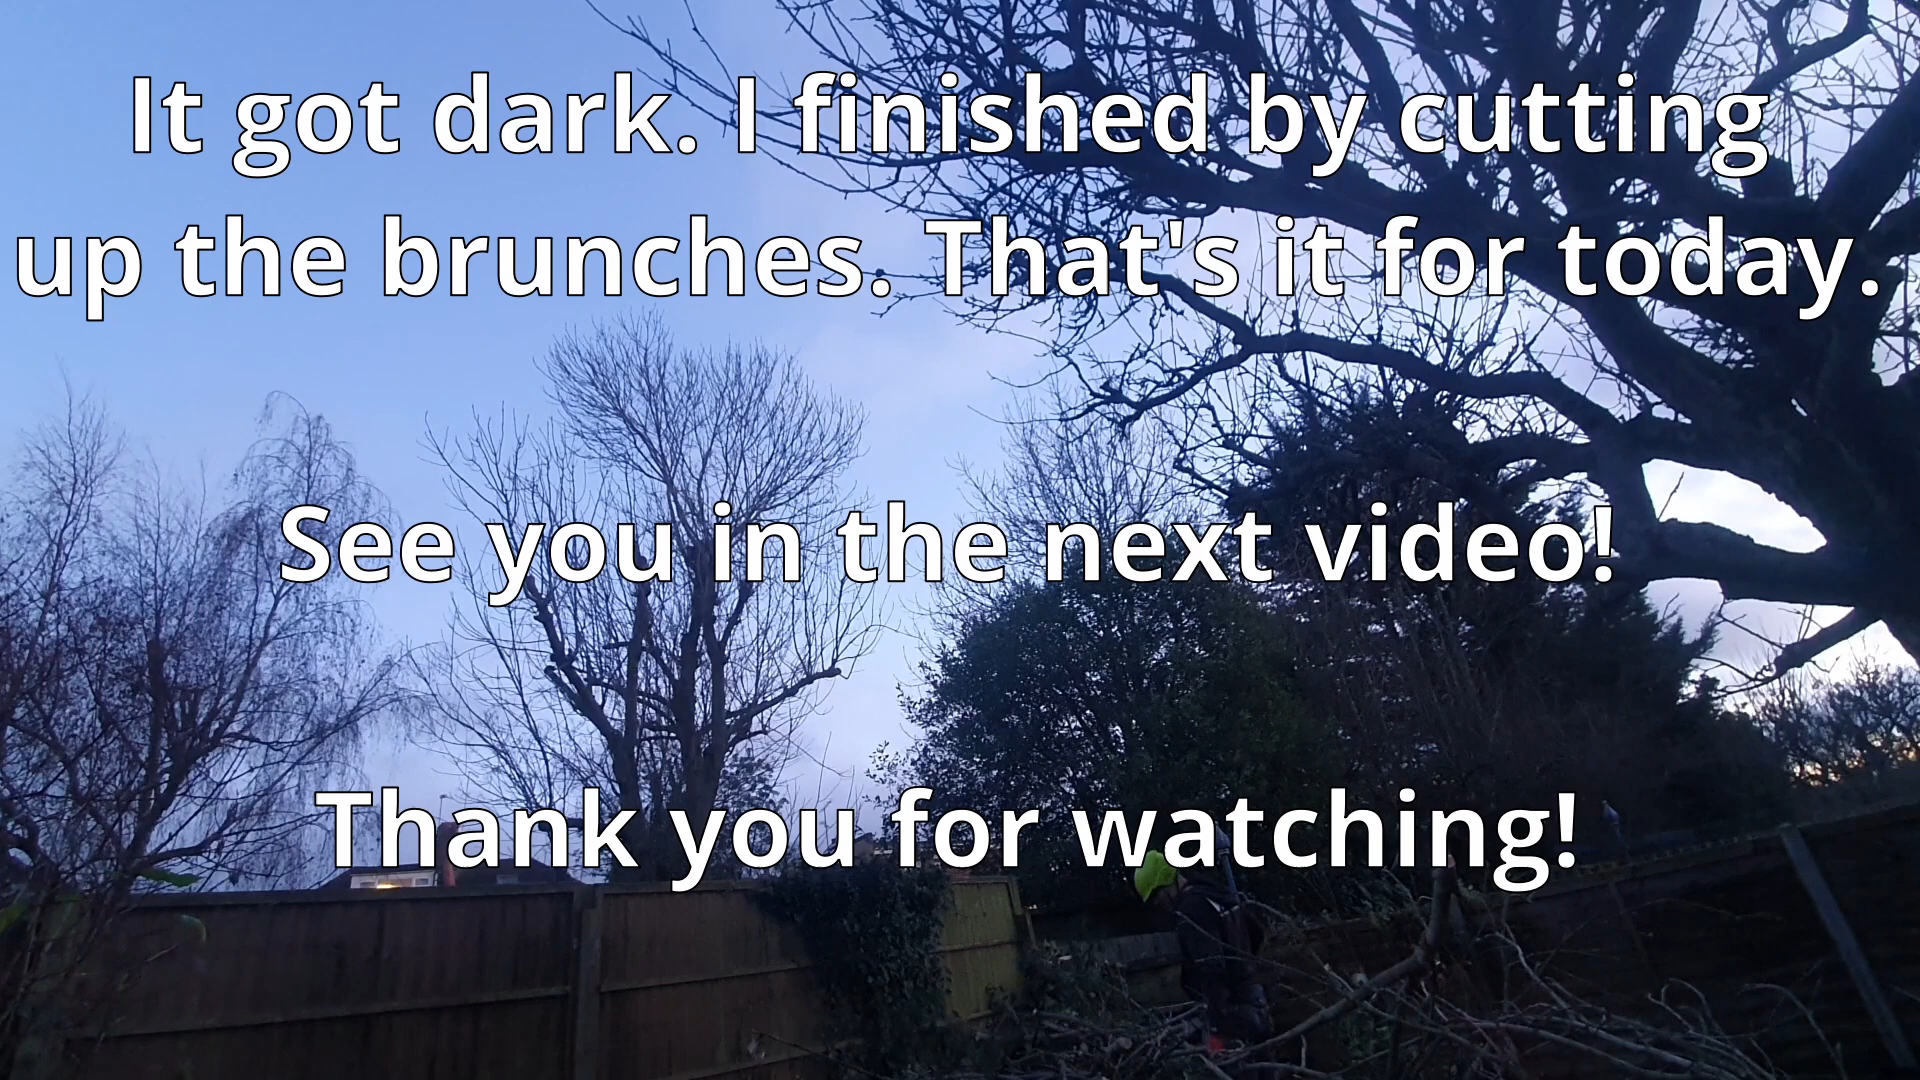 It got dark. I finished by cutting
up the brunches. That's it for today.
See you in the next video!
Thank you for watching!